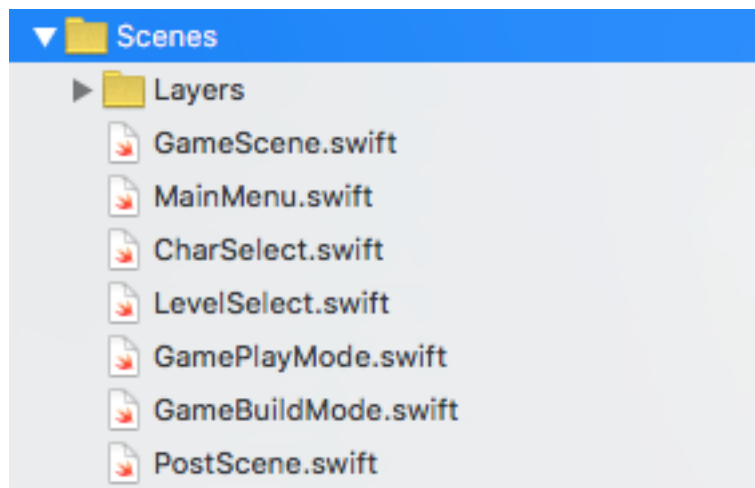 Scenes
Layers
GameScene.swift
MainMenu.swift
CharSelect.swift
LevelSelect.swift
GamePlayMode.swift
GameBuildMode.swift
PostScene.swift